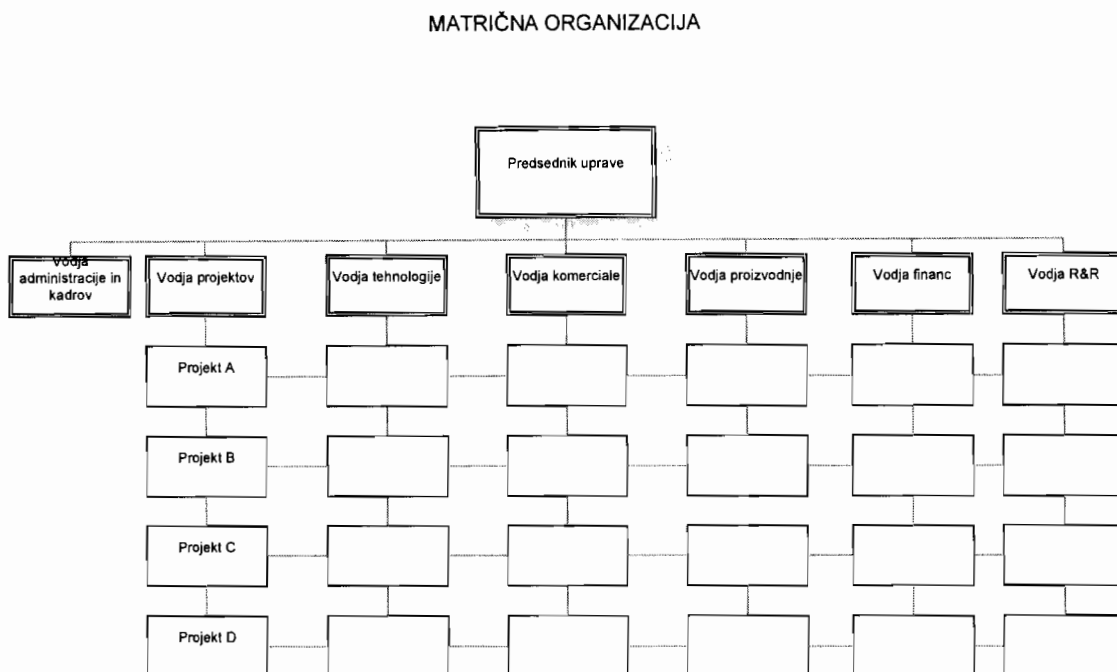 MATRIČNA ORGANIZACIJA
Predsednik uprave
Vodja
administracije in
kadrov
Vodja projektov
Vodja tehnologije
Vodja komerciale
Vodja proizvodnje
Vodja financ
Vodja R&R
Projekt A
Projekt B
Projekt C
Projekt D